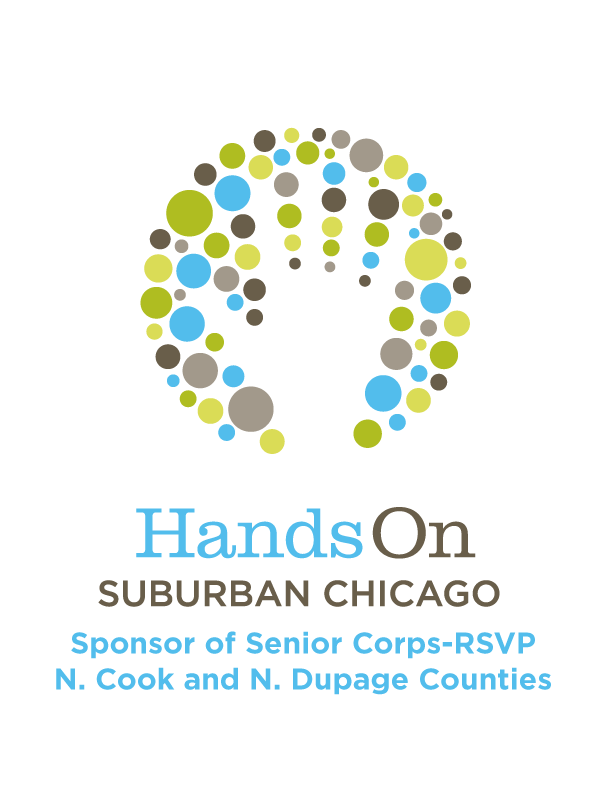 HandsOn
SUBURBAN CHICAGO
Sponsor of Senior Corps-RSVP
N. Cook and N. Dupage Counties